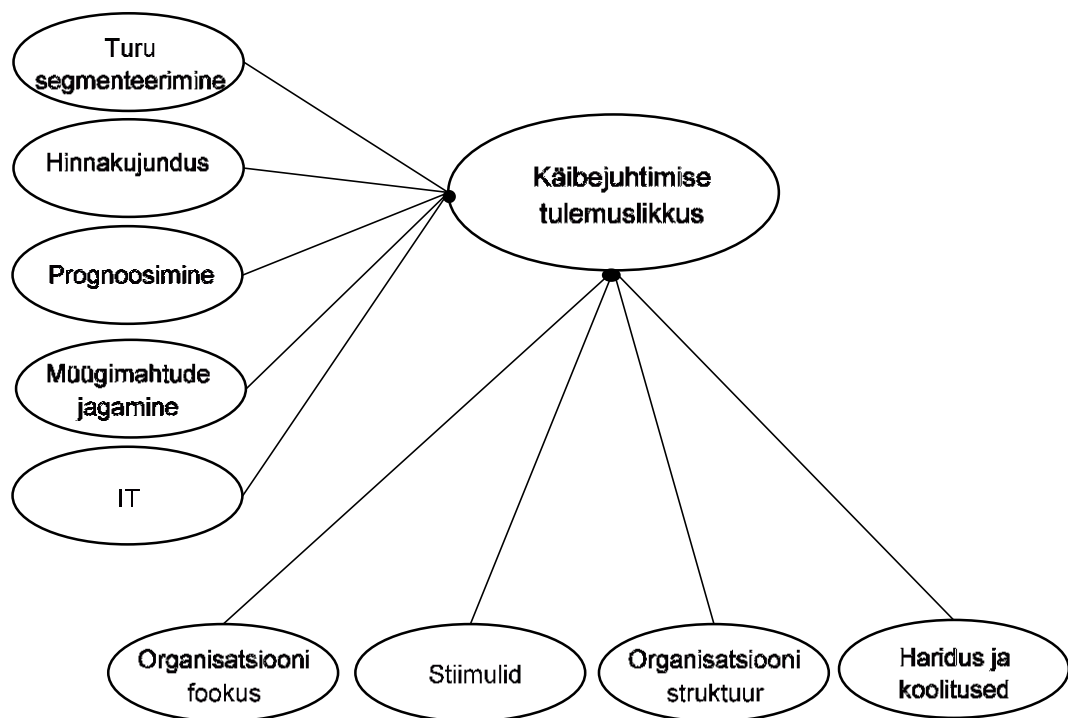 Turu
segmenteerimine
Hinnakujundus
Prognoosimine
Müügimahtude
jagamine
IT
Käibejuhtimise
tulemuslikkus
Organisatsiooni
fookus
Stiimulid
Organisatsiooni
struktuur
Haridus ja
koolitused